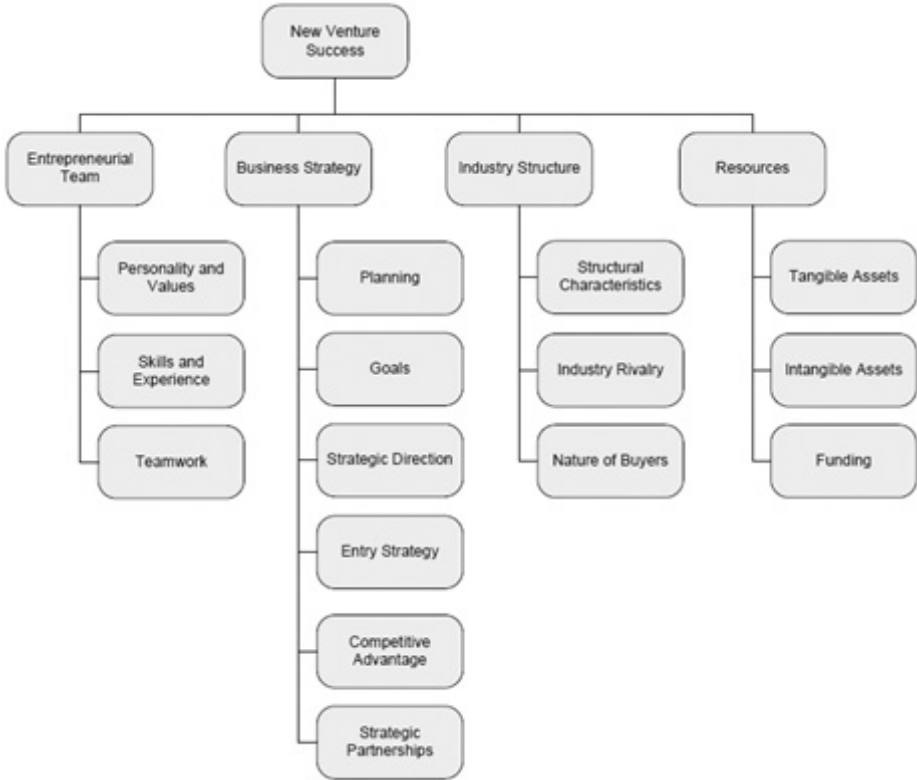 New Venture
Success
Entrepreneurial
Team
Business Strategy
Industry Structure
Resources
Personality and
Values
Skills and
Experience
Teamwork
Planning
Goals
Strategic Direction
Entry Strategy
Competitive
Advantage
Strategic
Partnerships
Structural
Characteristics
Industry Rivalry
Nature of Buyers
Tangible Assets
Intangible Assets
Funding